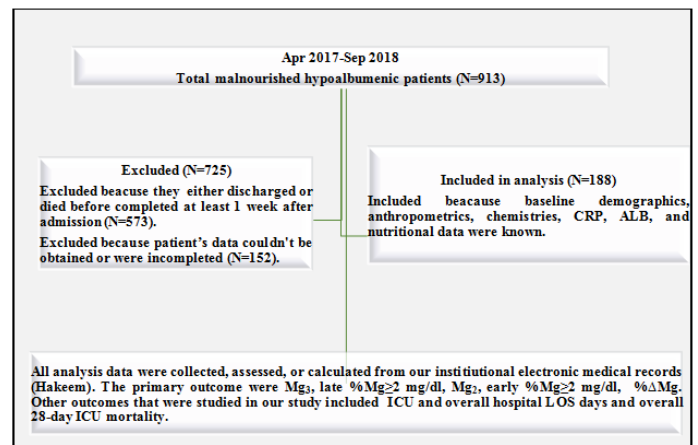 Apr 2017-Sep 2018
Total malnourished hypoalbumenic patients (N=913)
Excluded (N=725)
Excluded beacuse they either discharged or
died before completed at least 1 week after
admission (N=573).
Excluded because patient's data couldn't be
obtained or were incompleted (N=152).
Included in analysis (N=188)
Included beacause baseline demographics,
anthropometrics, chemistries, CRP, ALB, and
nutritional data were known.
All analysis data were collected, assessed, or calculated from our institiutional electronic medical records
(Hakeem). The primary outcome were Mg₃, late %Mg≥2 mg/dl, Mg₂, early %Mg≥2 mg/dl, %ΔMg.
Other outcomes that were studied in our study included ICU and overall hospital LOS days and overall
28-day ICU mortality.